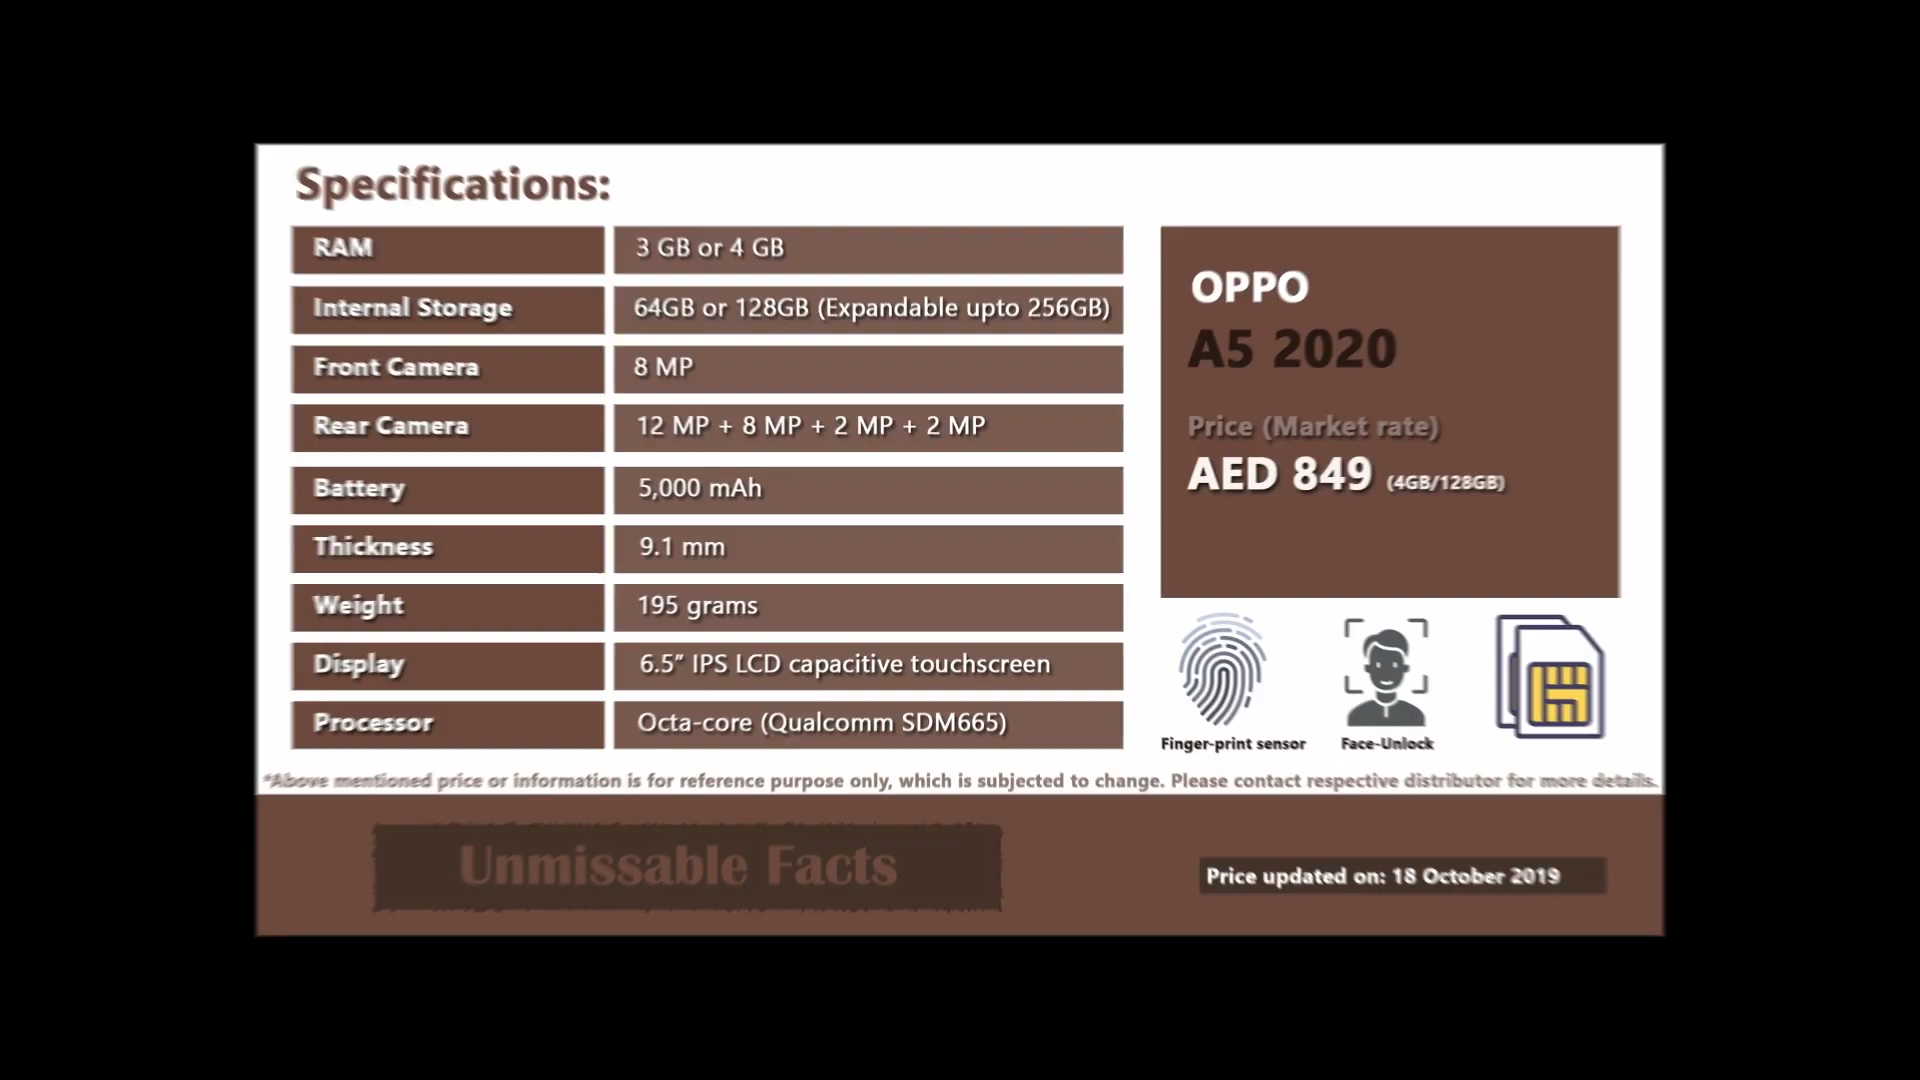 Specifications:
RAM 3 GB or 4 GB
Internal Storage 64GB or 128GB (Expandable upto 256GB)
Front Camera 8 MP
Rear Camera 12 MP + 8 MP + 2 MP + 2 MP
Battery 5,000 mAh
Thickness 9.1 mm
Weight 195 grams
Display 6.5” IPS LCD capacitive touchscreen
Processor Octa-core (Qualcomm SDM665)
OPPO
A5 2020
Price (Market rate)
AED 849 (4GB/128GB)
Finger-print sensor
Face-Unlock
*Above mentioned price or information is for reference purpose only, which is subjected to change. Please contact respective distributor for more details.
Unmissable Facts
Price updated on: 18 October 2019